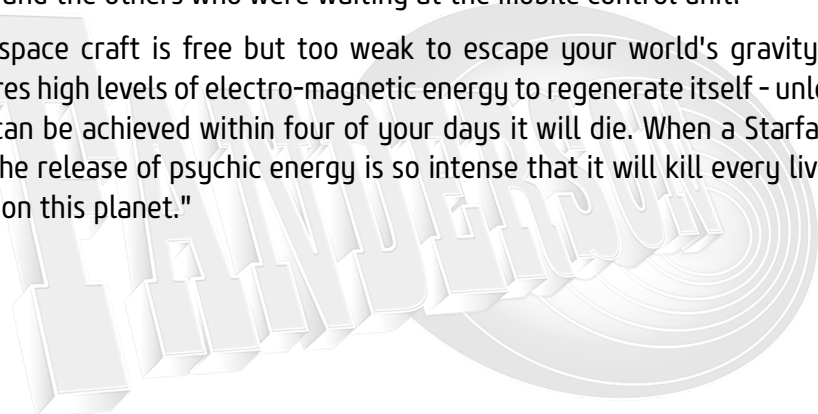 and the others who were waiting at the mobile control unit.
space craft is free but too weak to escape your world's gravity
res high levels of electro-magnetic energy to regenerate itself - unl
can be achieved within four of your days it will die. When a Starfa
he release of psychic energy is so intense that it will kill every liv
on this planet."
FANDERSON